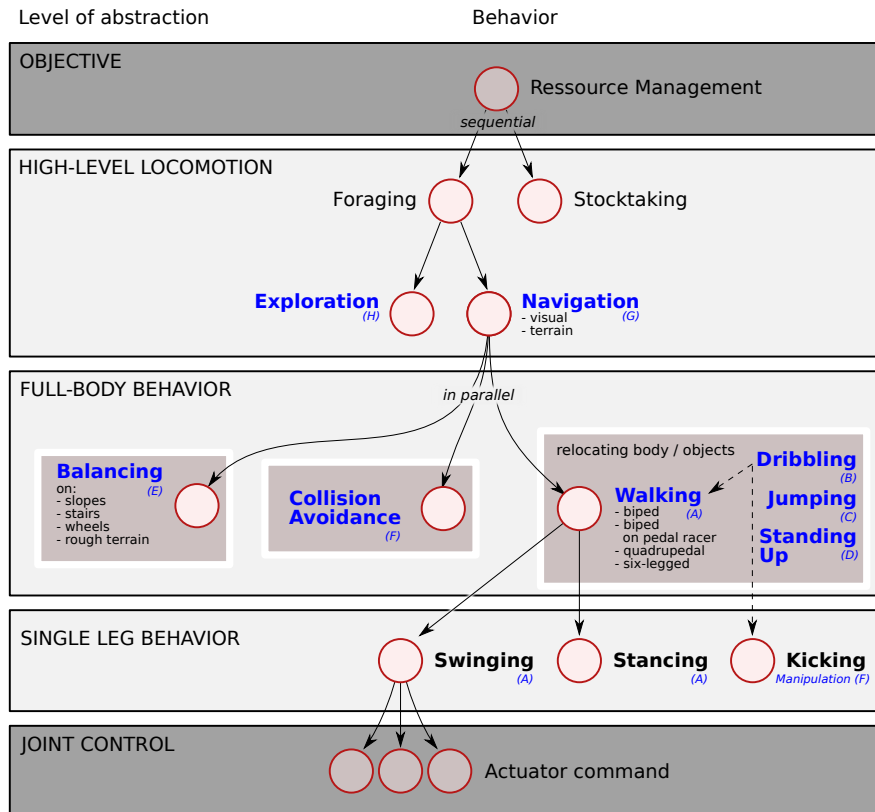 Level of abstraction
Behavior
OBJECTIVE
Ressource Management
sequential
HIGH-LEVEL LOCOMOTION
Foraging
Stocktaking
Exploration
(H)
Navigation
(G)
- visual
- terrain
FULL-BODY BEHAVIOR
in parallel
Balancing
(E)
on:
- slopes
- stairs
- wheels
- rough terrain
Collision
Avoidance
(F)
relocating body / objects
Walking
(A)
- biped
- biped
on pedal racer
- quadrupedal
- six-legged
Dribbling
(B)
Jumping
(C)
Standing
Up
(D)
SINGLE LEG BEHAVIOR
Swinging
(A)
Stancing
(A)
Kicking
Manipulation (F)
JOINT CONTROL
Actuator command